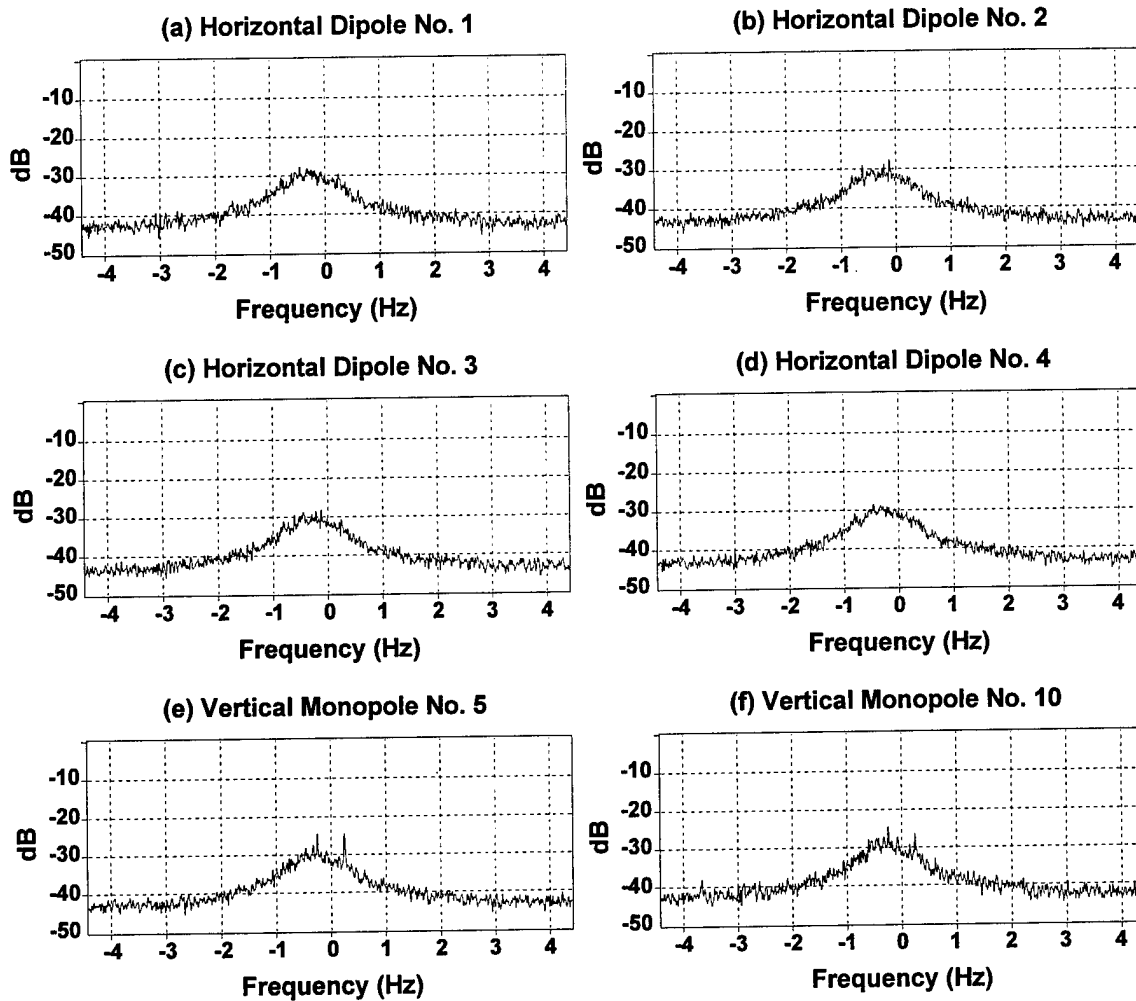 (a) Horizontal Dipole No. 1
dB
-10
-20
-30
-40
-50
-4 -3 -2 -1 0 1 2 3 4
Frequency (Hz)
(b) Horizontal Dipole No. 2
dB
-10
-20
-30
-40
-50
-4 -3 -2 -1 0 1 2 3 4
Frequency (Hz)
(c) Horizontal Dipole No. 3
dB
-10
-20
-30
-40
-50
-4 -3 -2 -1 0 1 2 3 4
Frequency (Hz)
(d) Horizontal Dipole No. 4
dB
-10
-20
-30
-40
-50
-4 -3 -2 -1 0 1 2 3 4
Frequency (Hz)
(e) Vertical Monopole No. 5
dB
-10
-20
-30
-40
-50
-4 -3 -2 -1 0 1 2 3 4
Frequency (Hz)
(f) Vertical Monopole No. 10
dB
-10
-20
-30
-40
-50
-4 -3 -2 -1 0 1 2 3 4
Frequency (Hz)